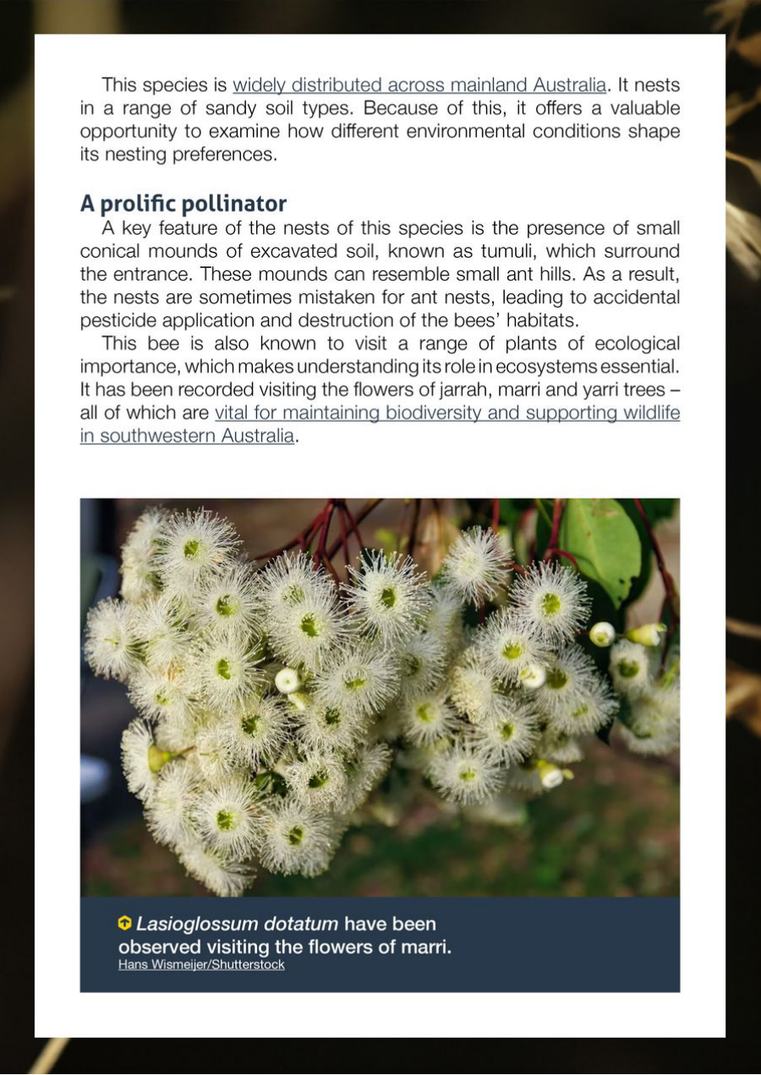 This species is widely distributed across mainland Australia. It nests
in a range of sandy soil types. Because of this, it offers a valuable
opportunity to examine how different environmental conditions shape
its nesting preferences.
A prolific pollinator
A key feature of the nests of this species is the presence of small
conical mounds of excavated soil, known as tumuli, which surround
the entrance. These mounds can resemble small ant hills. As a result,
the nests are sometimes mistaken for ant nests, leading to accidental
pesticide application and destruction of the bees’ habitats.
This bee is also known to visit a range of plants of ecological
importance, which makes understanding its role in ecosystems essential.
It has been recorded visiting the flowers of jarrah, marri and yarri trees –
all of which are vital for maintaining biodiversity and supporting wildlife
in southwestern Australia.
Lasioglossum dotatum have been
observed visiting the flowers of marri.
Hans Wismeijer/Shutterstock